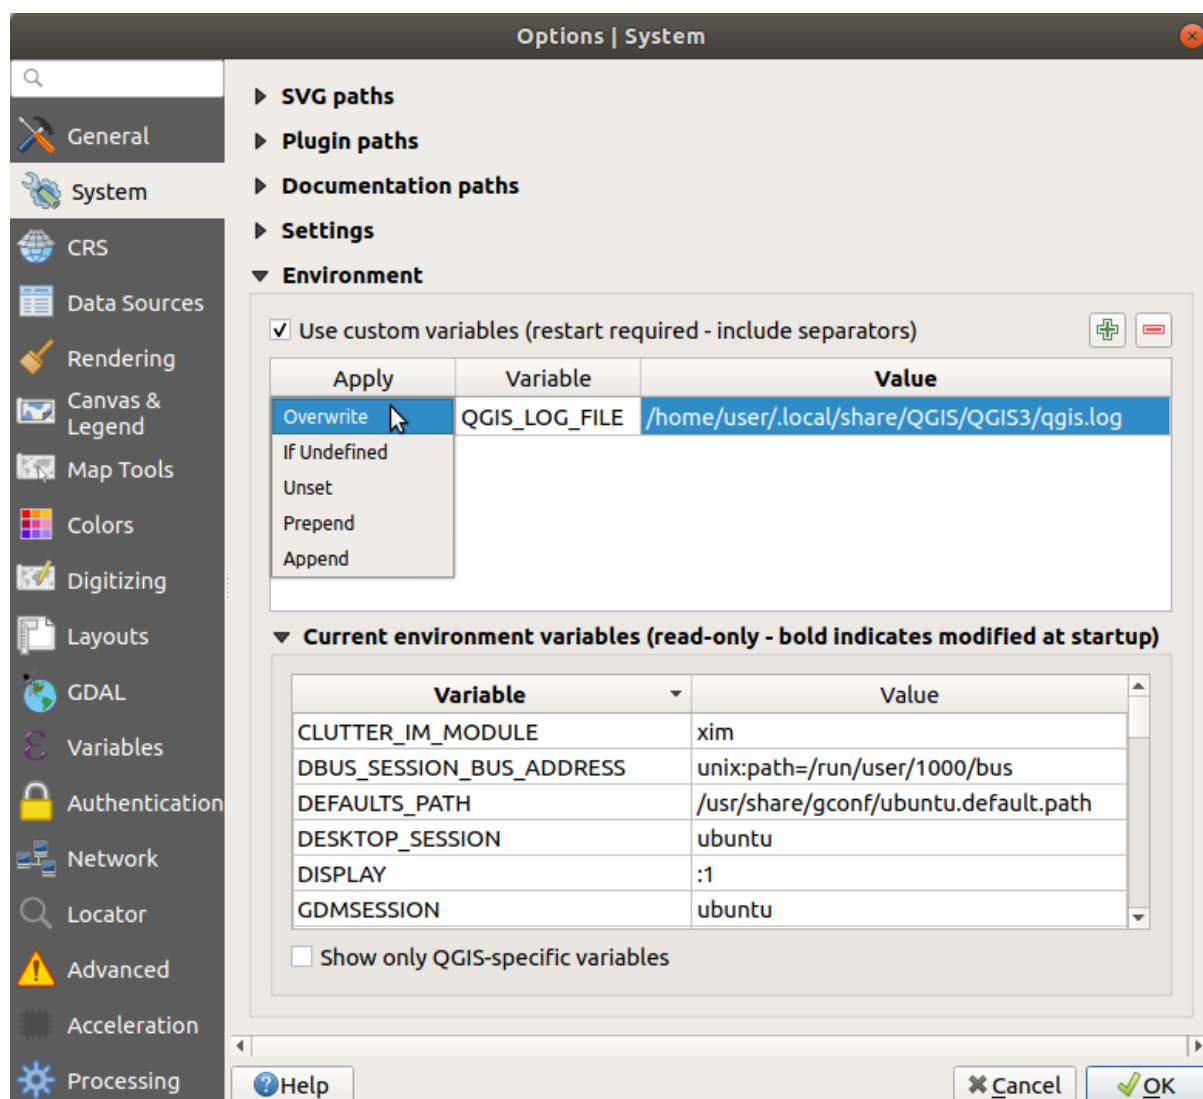 Options | System
General
System
CRS
Data Sources
Rendering
Canvas &
Legend
Map Tools
Colors
Digitizing
Layouts
GDAL
Variables
Authentication
Network
Locator
Advanced
Acceleration
Processing
SVG paths
Plugin paths
Documentation paths
Settings
Environment
Use custom variables (restart required - include separators)
Apply Variable Value
Overwrite QGIS_LOG_FILE /home/user/.local/share/QGIS/QGIS3/qgis.log
If Undefined
Unset
Prepend
Append
Current environment variables (read-only - bold indicates modified at startup)
Variable Value
CLUTTER_IM_MODULE xim
DBUS_SESSION_BUS_ADDRESS unix:path=/run/user/1000/bus
DEFAULTS_PATH /usr/share/gconf/ubuntu.default.path
DESKTOP_SESSION ubuntu
DISPLAY :1
GDMSESSION ubuntu
Show only QGIS-specific variables
Help Cancel OK